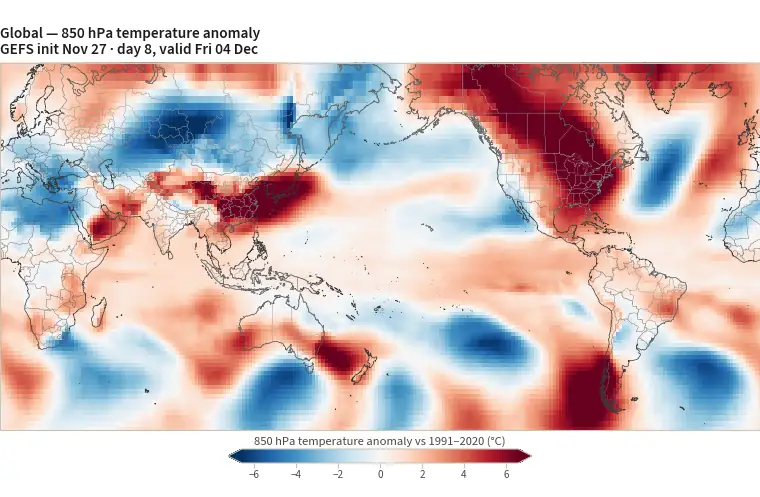 Global — 850 hPa temperature anomaly
GEFS init Nov 27 · day 8, valid Fri 04 Dec
850 hPa temperature anomaly vs 1991–2020 (°C)
−6 −4 −2 0 2 4 6